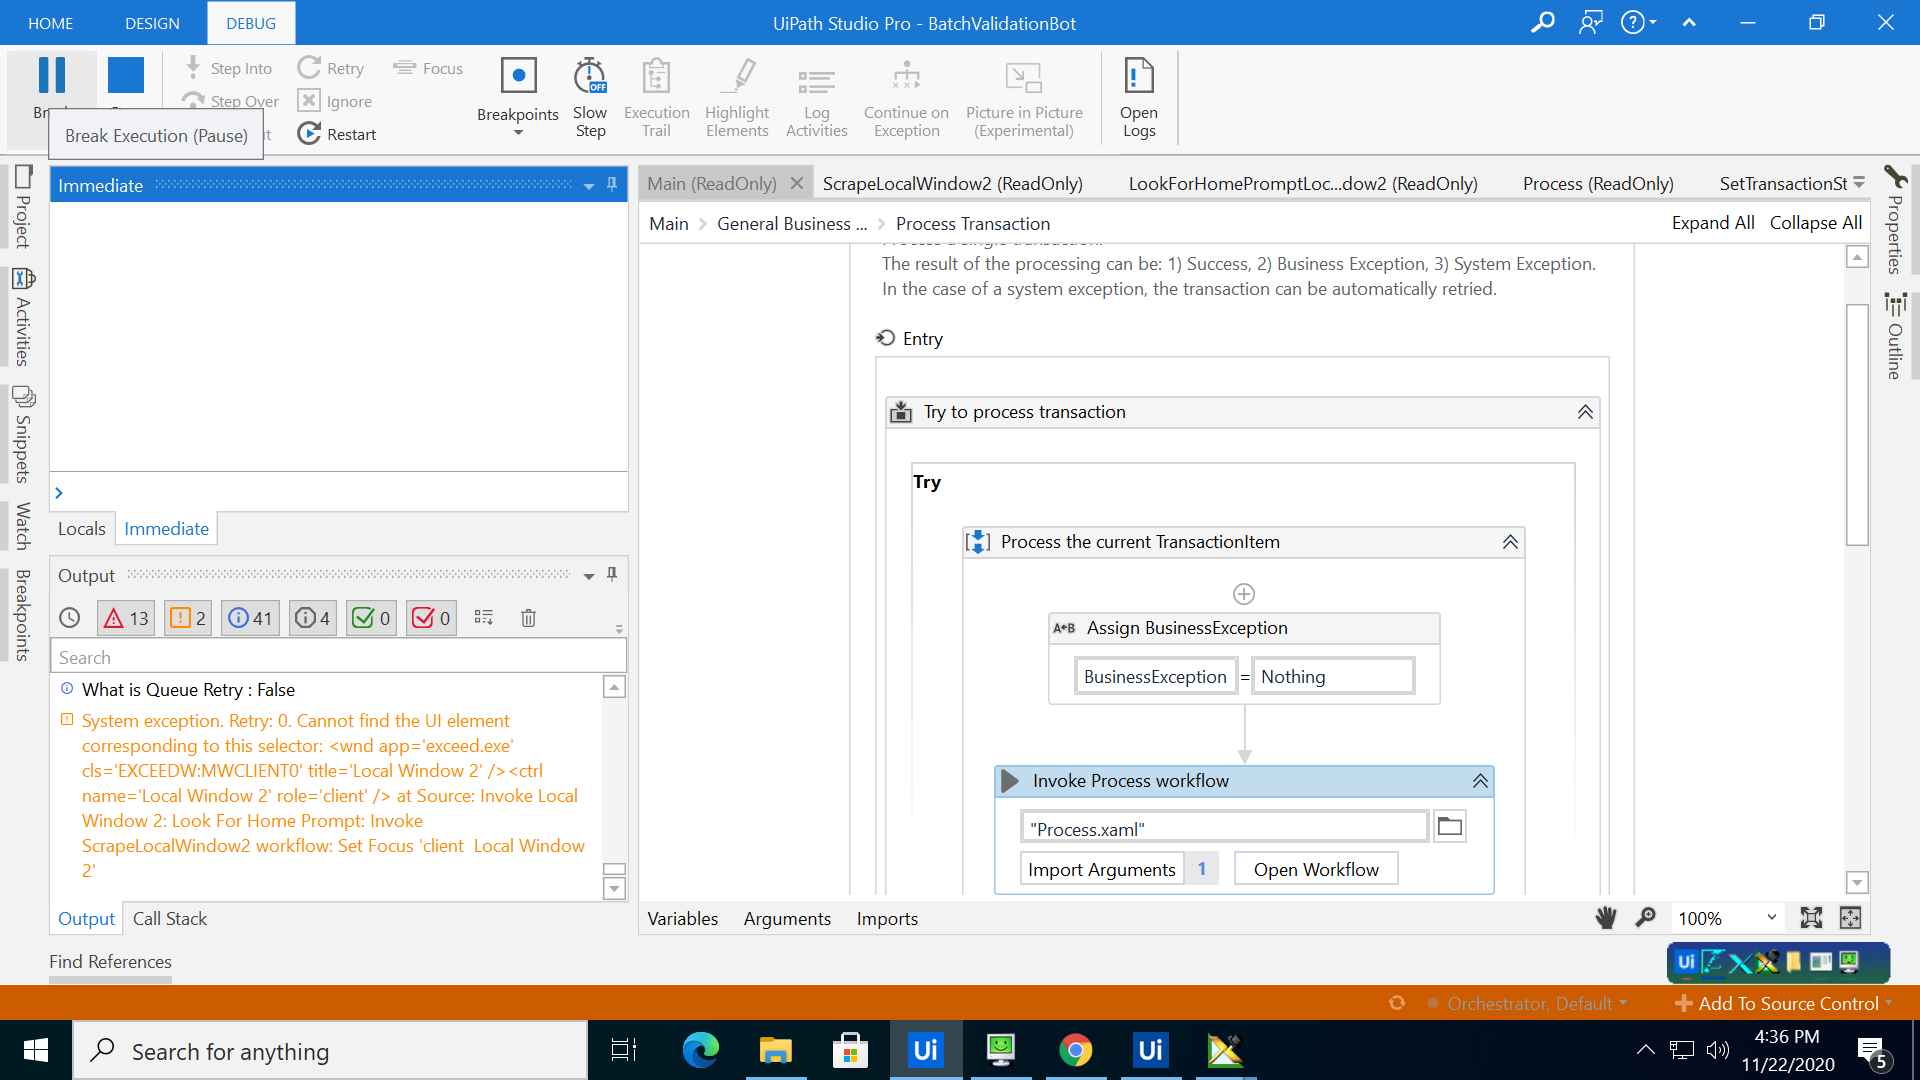 HOME DESIGN DEBUG UiPath Studio Pro - BatchValidationBot
Step Into Retry Focus
Step Over Ignore
Restart
Breakpoints
Slow Step
Execution Trail
Highlight Elements
Log Activities
Continue on Exception
Picture in Picture (Experimental)
Open Logs
Break Execution (Pause)
Project
Activities
Snippets
Watch
Breakpoints
Immediate
Locals Immediate
Output
13 2 41 4 0 0
Search
What is Queue Retry : False
System exception. Retry: 0. Cannot find the UI element
corresponding to this selector: <wnd app='exceed.exe'
cls='EXCEEDW:MWCLIENT0' title='Local Window 2' /><ctrl
name='Local Window 2' role='client' /> at Source: Invoke Local
Window 2: Look For Home Prompt: Invoke
ScrapeLocalWindow2 workflow: Set Focus 'client  Local Window
2'
Output Call Stack
Find References
Main (ReadOnly) ScrapeLocalWindow2 (ReadOnly) LookForHomePromptLoc...dow2 (ReadOnly) Process (ReadOnly) SetTransactionSt
Main > General Business ... > Process Transaction Expand All Collapse All
Process a single transaction.
The result of the processing can be: 1) Success, 2) Business Exception, 3) System Exception.
In the case of a system exception, the transaction can be automatically retried.
Entry
Try to process transaction
Try
Process the current TransactionItem
A←B Assign BusinessException
BusinessException = Nothing
Invoke Process workflow
"Process.xaml"
Import Arguments 1 Open Workflow
Variables Arguments Imports 100%
Properties
Outline
Ui
Orchestrator, Default Add To Source Control
Search for anything
Ui
Ui
4:36 PM
11/22/2020
5